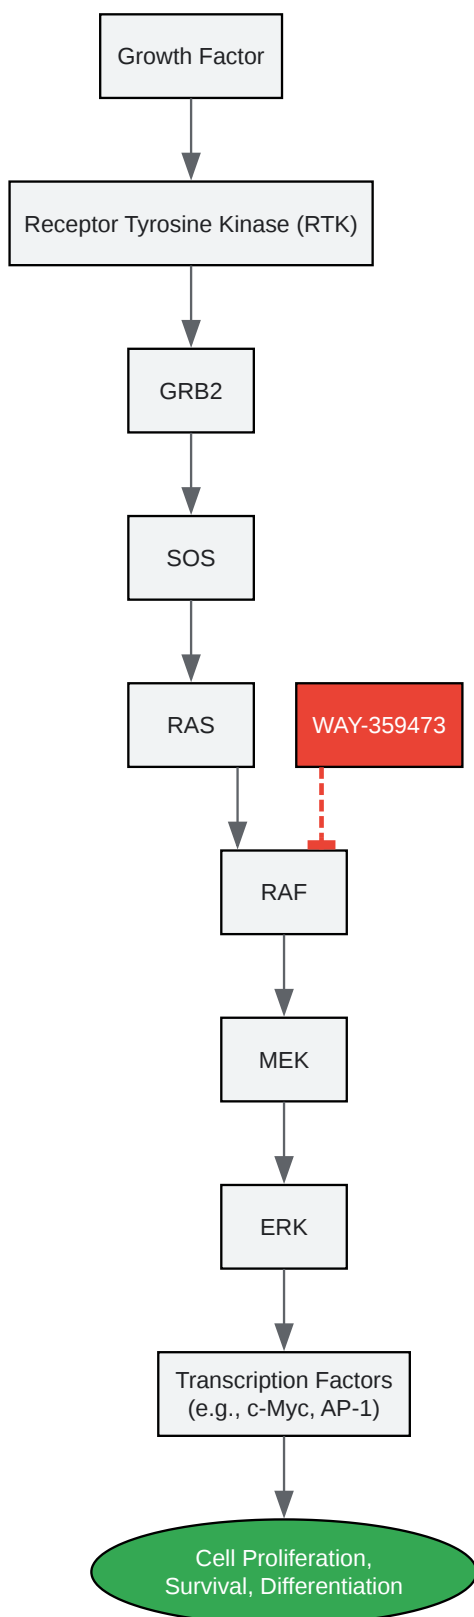 Growth Factor
Receptor Tyrosine Kinase (RTK)
GRB2
SOS
RAS
WAY-359473
RAF
MEK
ERK
Transcription Factors
(e.g., c-Myc, AP-1)
Cell Proliferation,
Survival, Differentiation